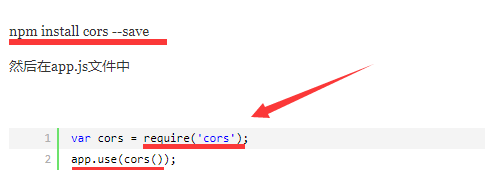 npm install cors --save
然后在app.js文件中
1 var cors = require('cors');
2 app.use(cors());